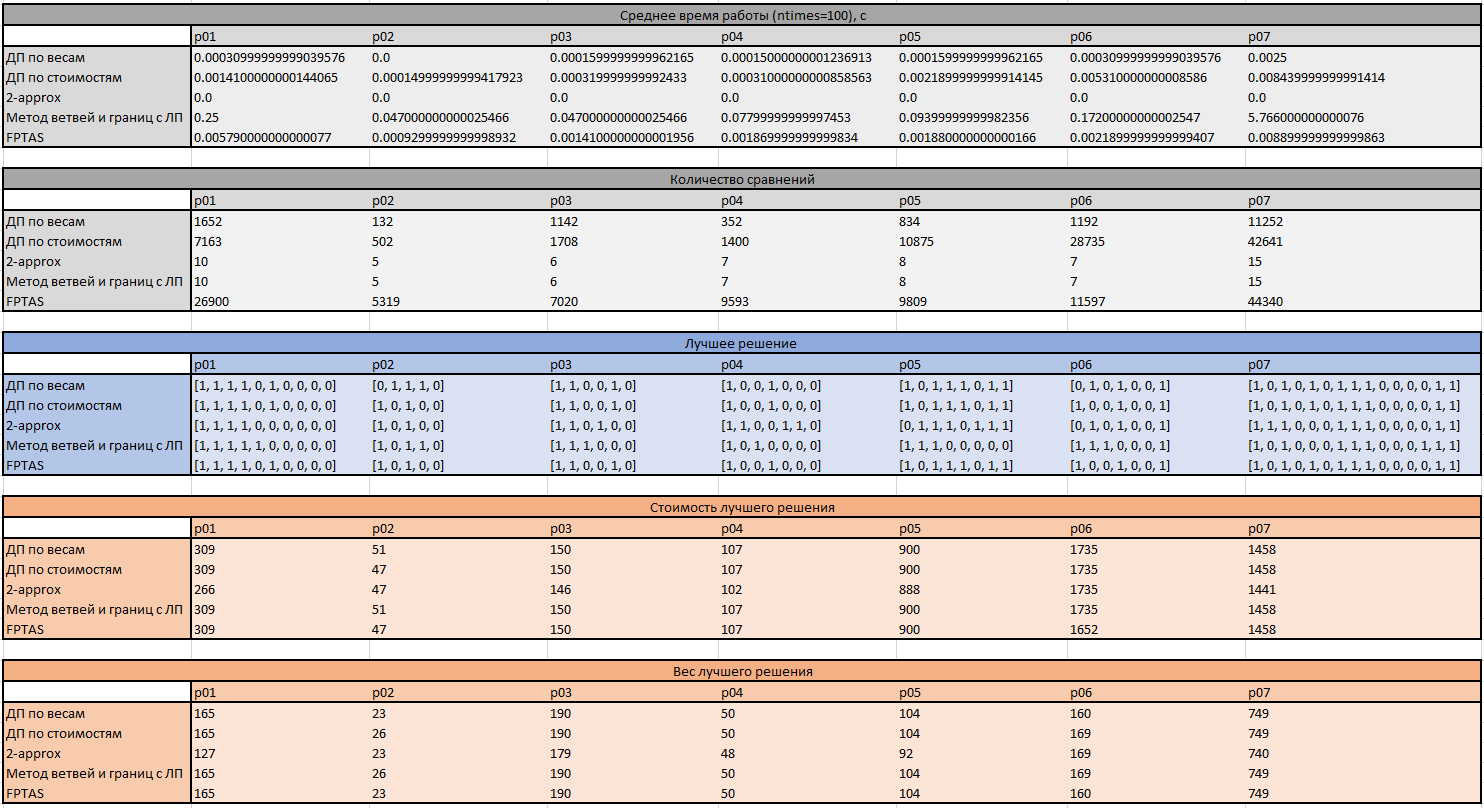 Среднее время работы (ntimes=100), с
p01 p02 p03 p04 p05 p06 p07
ДП по весам 0.00030999999999039576 0.0 0.0001599999999962165 0.00015000000001236913 0.0001599999999962165 0.00030999999999039576 0.0025
ДП по стоимостям 0.0014100000000144065 0.00014999999999417923 0.000319999999992433 0.00031000000000858563 0.0021899999999914145 0.00531000000008586 0.008439999999991414
2-approx 0.0 0.0 0.0 0.0 0.0 0.0 0.0
Метод ветвей и границ с ЛП 0.25 0.047000000000025466 0.047000000000025466 0.07799999999997453 0.09399999999982356 0.17200000000002547 5.766000000000076
FPTAS 0.005790000000000077 0.0009299999999998932 0.0014100000000001956 0.001869999999999834 0.001880000000000166 0.0021899999999999407 0.008899999999999863
Количество сравнений
p01 p02 p03 p04 p05 p06 p07
ДП по весам 1652 132 1142 352 834 1192 11252
ДП по стоимостям 7163 502 1708 1400 10875 28735 42641
2-approx 10 5 6 7 8 7 15
Метод ветвей и границ с ЛП 10 5 6 7 8 7 15
FPTAS 26900 5319 7020 9593 9809 11597 44340
Лучшее решение
p01 p02 p03 p04 p05 p06 p07
ДП по весам [1, 1, 1, 1, 0, 1, 0, 0, 0, 0] [0, 1, 1, 1, 0] [1, 1, 0, 0, 1, 0] [1, 0, 0, 1, 0, 0, 0] [1, 0, 1, 1, 1, 0, 1, 1] [0, 1, 0, 1, 0, 0, 1] [1, 0, 1, 0, 1, 0, 1, 1, 1, 0, 0, 0, 0, 1, 1]
ДП по стоимостям [1, 1, 1, 1, 0, 1, 0, 0, 0, 0] [1, 0, 1, 0, 0] [1, 1, 0, 0, 1, 0] [1, 0, 0, 1, 0, 0, 0] [1, 0, 1, 1, 1, 0, 1, 1] [1, 0, 0, 1, 0, 0, 1] [1, 0, 1, 0, 1, 0, 1, 1, 1, 0, 0, 0, 0, 1, 1]
2-approx [1, 1, 1, 1, 0, 0, 0, 0, 0, 0] [1, 0, 1, 0, 0] [1, 1, 0, 1, 0, 0] [1, 1, 0, 0, 1, 1, 0] [0, 1, 1, 1, 0, 1, 1, 1] [0, 1, 0, 1, 0, 0, 1] [1, 1, 1, 0, 0, 0, 1, 1, 1, 0, 0, 0, 0, 1, 1]
Метод ветвей и границ с ЛП [1, 1, 1, 1, 1, 0, 0, 0, 0, 0] [1, 0, 1, 1, 0] [1, 1, 1, 0, 0, 0] [1, 0, 1, 0, 0, 0, 0] [1, 1, 1, 0, 0, 0, 0, 0] [1, 1, 1, 0, 0, 0, 1] [1, 0, 1, 0, 0, 0, 1, 1, 1, 0, 0, 0, 1, 1, 1]
FPTAS [1, 1, 1, 1, 0, 1, 0, 0, 0, 0] [1, 0, 1, 0, 0] [1, 1, 0, 0, 1, 0] [1, 0, 0, 1, 0, 0, 0] [1, 0, 1, 1, 1, 0, 1, 1] [1, 0, 0, 1, 0, 0, 1] [1, 0, 1, 0, 1, 0, 1, 1, 1, 0, 0, 0, 0, 1, 1]
Стоимость лучшего решения
p01 p02 p03 p04 p05 p06 p07
ДП по весам 309 51 150 107 900 1735 1458
ДП по стоимостям 309 47 150 107 900 1735 1458
2-approx 266 47 146 102 888 1735 1441
Метод ветвей и границ с ЛП 309 51 150 107 900 1735 1458
FPTAS 309 47 150 107 900 1652 1458
Вес лучшего решения
p01 p02 p03 p04 p05 p06 p07
ДП по весам 165 23 190 50 104 160 749
ДП по стоимостям 165 26 190 50 104 169 749
2-approx 127 23 179 48 92 169 740
Метод ветвей и границ с ЛП 165 26 190 50 104 169 749
FPTAS 165 23 190 50 104 160 749